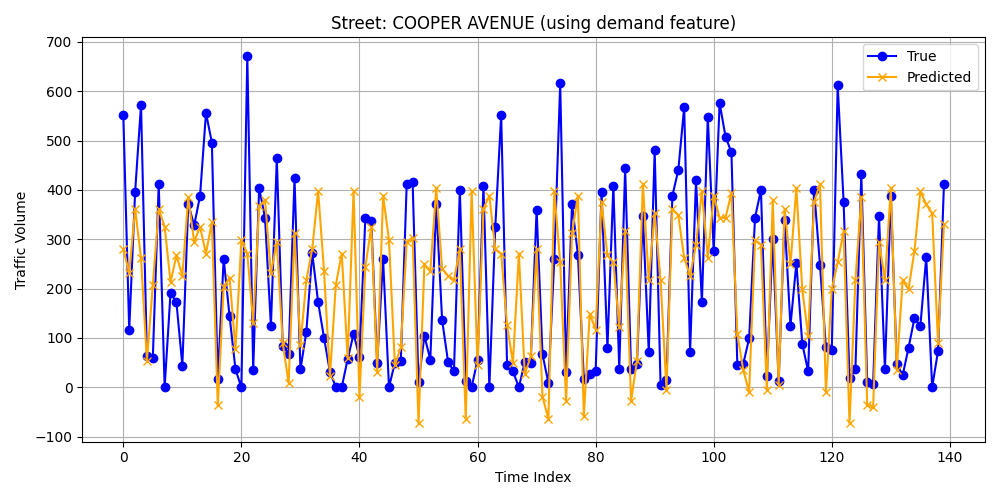 Street: COOPER AVENUE (using demand feature)
700
600
500
400
300
200
100
0
−100
Traffic Volume
True
Predicted
0 20 40 60 80 100 120 140
Time Index